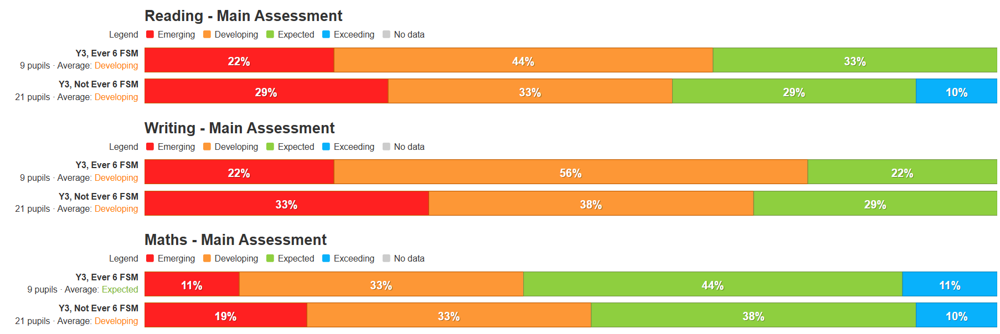 Reading - Main Assessment
Legend Emerging Developing Expected Exceeding No data
Y3, Ever 6 FSM
9 pupils · Average: Developing
22% 44% 33%
Y3, Not Ever 6 FSM
21 pupils · Average: Developing
29% 33% 29% 10%
Writing - Main Assessment
Legend Emerging Developing Expected Exceeding No data
Y3, Ever 6 FSM
9 pupils · Average: Developing
22% 56% 22%
Y3, Not Ever 6 FSM
21 pupils · Average: Developing
33% 38% 29%
Maths - Main Assessment
Legend Emerging Developing Expected Exceeding No data
Y3, Ever 6 FSM
9 pupils · Average: Expected
11% 33% 44% 11%
Y3, Not Ever 6 FSM
21 pupils · Average: Developing
19% 33% 38% 10%